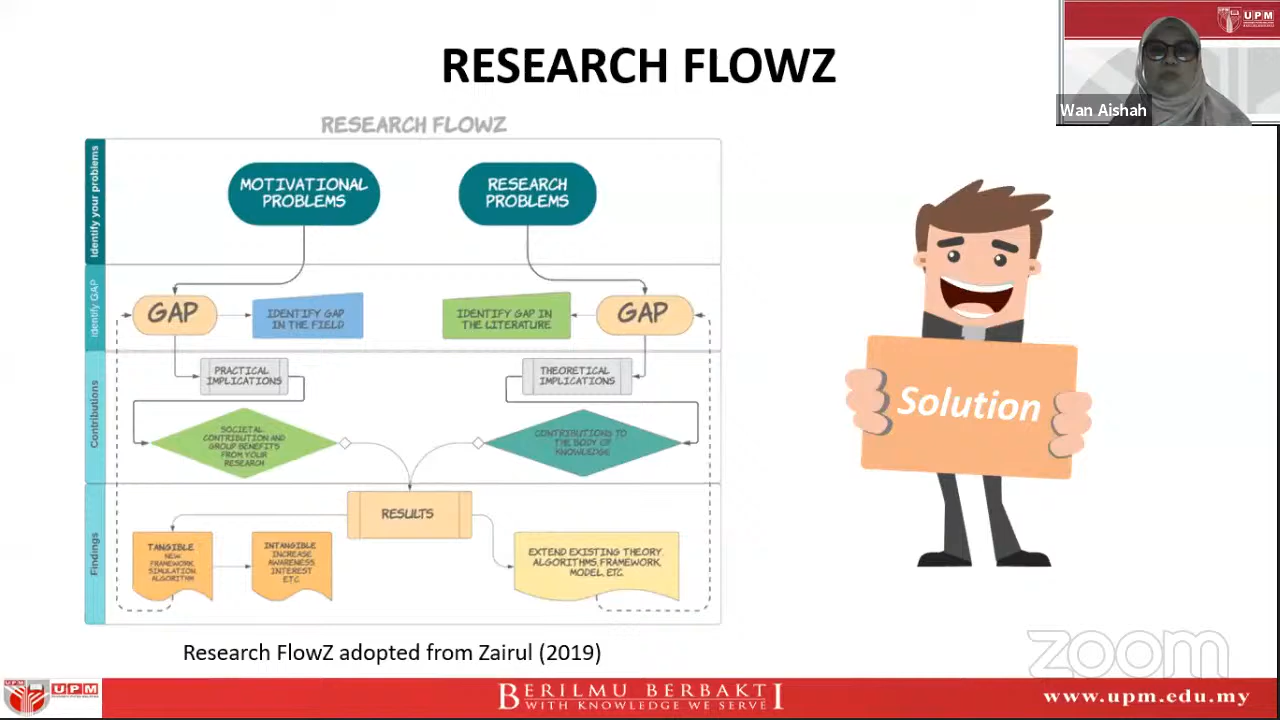 RESEARCH FLOWZ
UPM
Wan Aishah
RESEARCH FLOWZ
Identify your problems
MOTIVATIONAL
PROBLEMS
RESEARCH
PROBLEMS
Identify GAP
GAP
IDENTIFY GAP
IN THE FIELD
IDENTIFY GAP IN
THE LITERATURE
GAP
Contributions
PRACTICAL
IMPLICATIONS
THEORETICAL
IMPLICATIONS
SOCIETAL
CONTRIBUTION AND
GROUP BENEFITS
FROM YOUR
RESEARCH
CONTRIBUTIONS TO
THE BODY OF
KNOWLEDGE
Findings
RESULTS
TANGIBLE
NEW
FRAMEWORK
SIMULATION,
ALGORITHM
INTANGIBLE
INCREASE
AWARENESS
INTEREST
ETC
EXTEND EXISTING THEORY,
ALGORITHMS, FRAMEWORK,
MODEL, ETC.
Solution
Research FlowZ adopted from Zairul (2019)
zoom
UPM
BERILMU BERBAKTI
WITH KNOWLEDGE WE SERVE
www.upm.edu.my